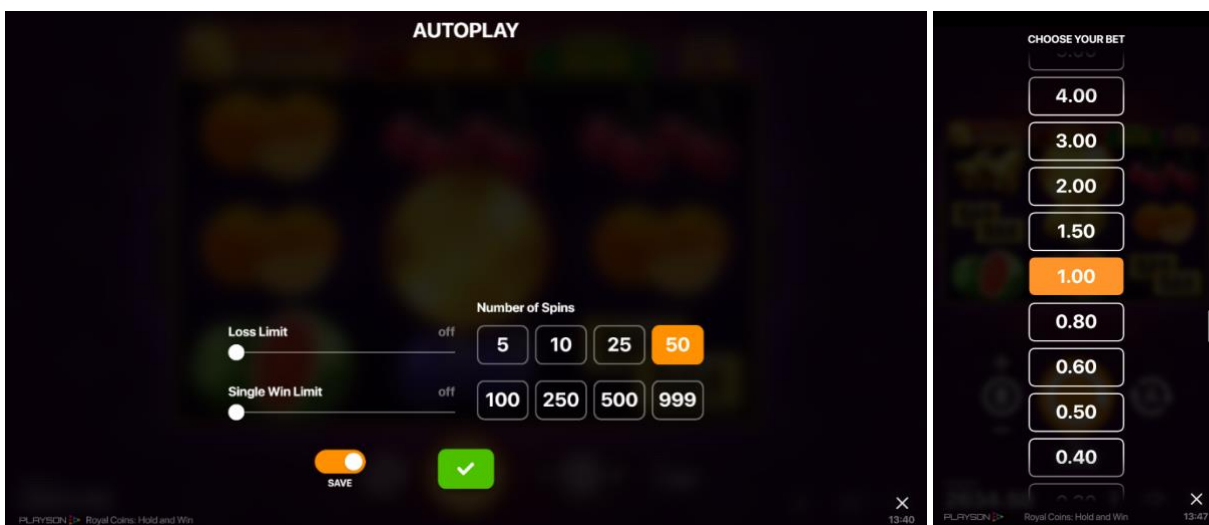 AUTOPLAY
Number of Spins
Loss Limit off
5 10 25 50
Single Win Limit off
100 250 500 999
SAVE
PLAYSON Royal Coins: Hold and Win
13:40
CHOOSE YOUR BET
4.00
3.00
2.00
1.50
1.00
0.80
0.60
0.50
0.40
PLAYSON Royal Coins: Hold and Win
13:47